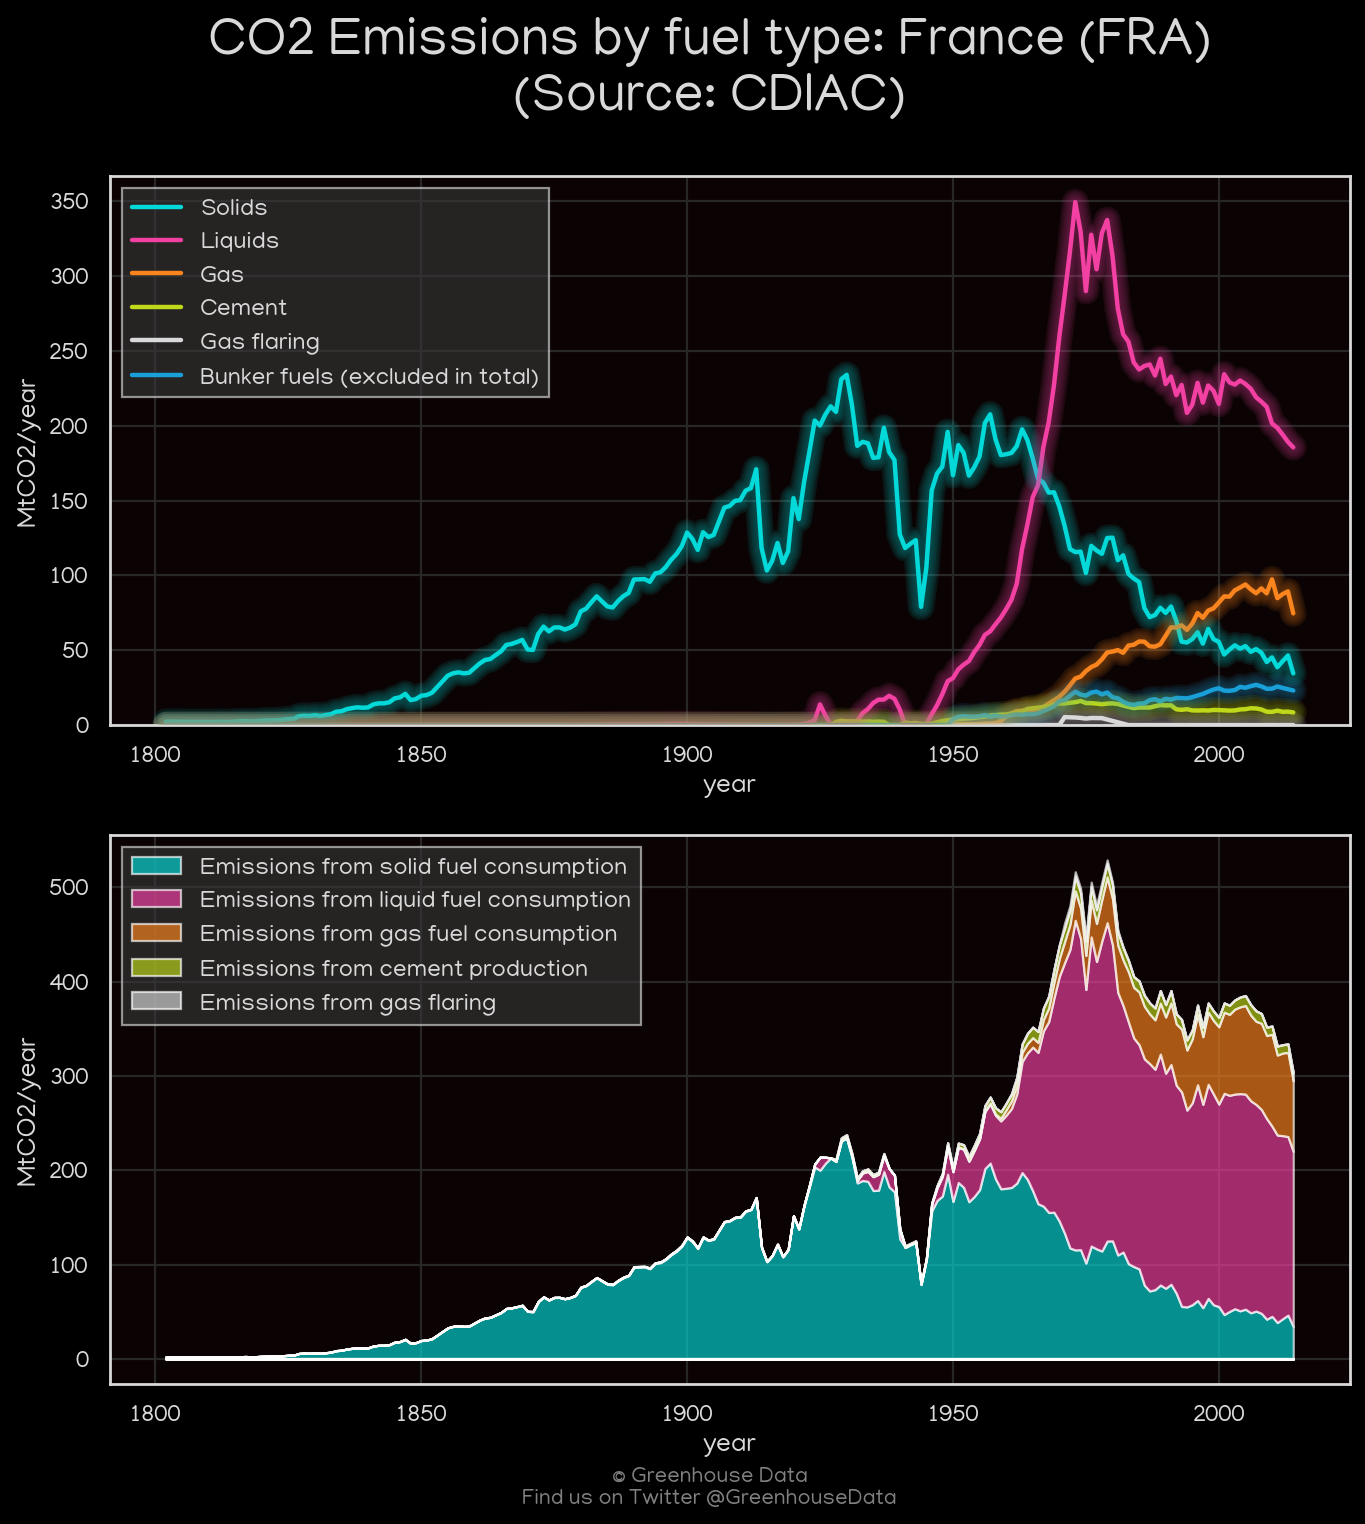 CO2 Emissions by fuel type: France (FRA)
(Source: CDIAC)
Solids
Liquids
Gas
Cement
Gas flaring
Bunker fuels (excluded in total)
350
300
250
200
150
100
50
0
MtCO2/year
1800 1850 1900 1950 2000
year
Emissions from solid fuel consumption
Emissions from liquid fuel consumption
Emissions from gas fuel consumption
Emissions from cement production
Emissions from gas flaring
500
400
300
200
100
0
MtCO2/year
1800 1850 1900 1950 2000
year
© Greenhouse Data
Find us on Twitter @GreenhouseData